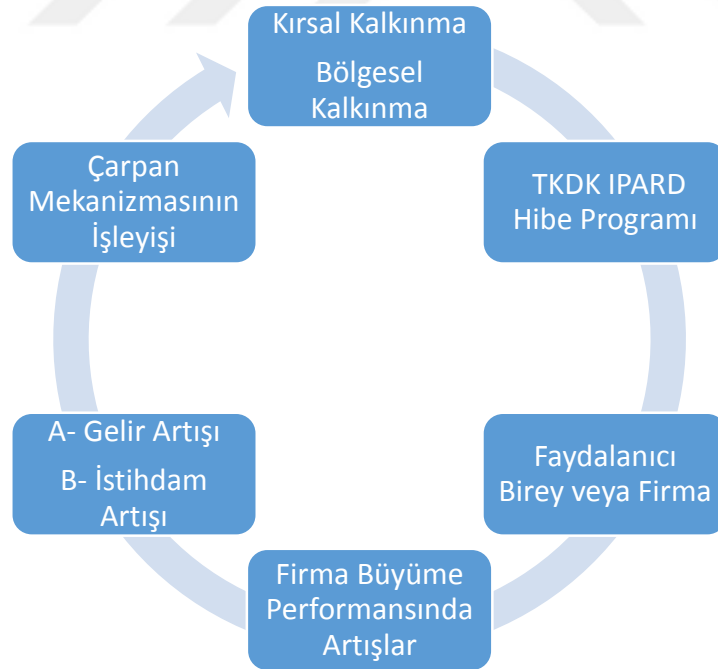 Kırsal Kalkınma
Bölgesel
Kalkınma
TKDK IPARD
Hibe Programı
Faydalanıcı
Birey veya Firma
Firma Büyüme
Performansında
Artışlar
A- Gelir Artışı
B- İstihdam
Artışı
Çarpan
Mekanizmasının
İşleyişi